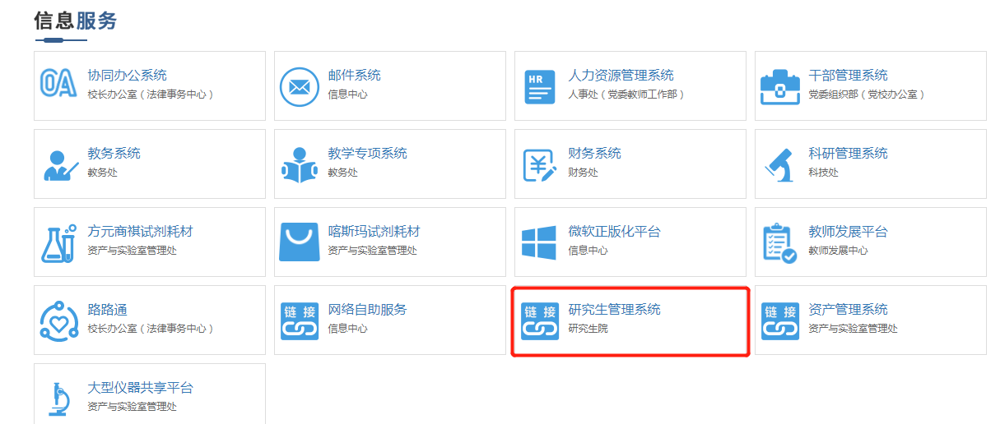 信息服务
OA
协同办公系统
校长办公室（法律事务中心）
邮件系统
信息中心
HR
人力资源管理系统
人事处（党委教师工作部）
干部管理系统
党委组织部（党校办公室）
教务系统
教务处
教学专项系统
教务处
¥
财务系统
财务处
科研管理系统
科技处
方元商祺试剂耗材
资产与实验室管理处
喀斯玛试剂耗材
资产与实验室管理处
微软正版化平台
信息中心
教师发展平台
教师发展中心
路路通
校长办公室（法律事务中心）
链接
网络自助服务
信息中心
链接
研究生管理系统
研究生院
链接
资产管理系统
资产与实验室管理处
大型仪器共享平台
资产与实验室管理处